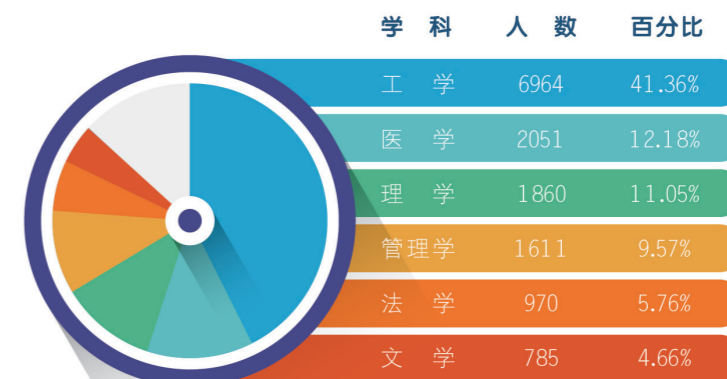 学 科 人 数 百分比
工 学 6964 41.36%
医 学 2051 12.18%
理 学 1860 11.05%
管理学 1611 9.57%
法 学 970 5.76%
文 学 785 4.66%